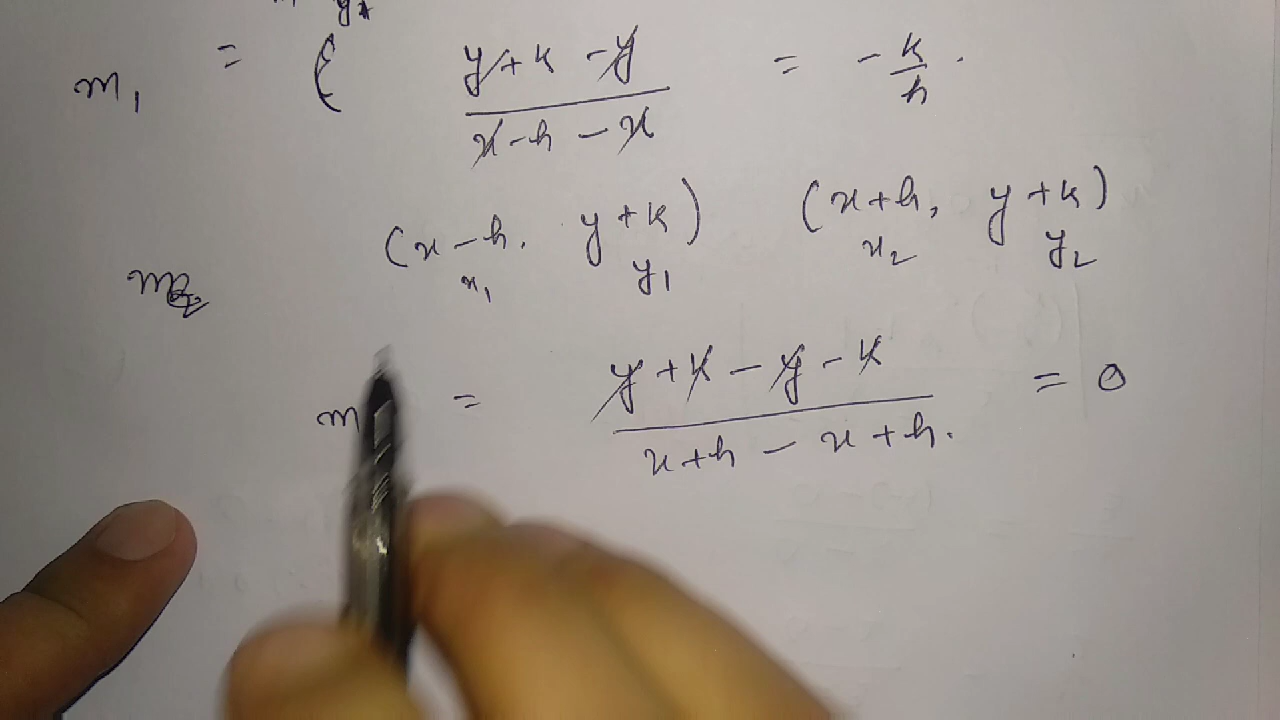 y
m₁ = ( (y+k-y)/(x-h-x) = -k/h.
(x-h, y+k) (x+h, y+k)
x₁ y₁ x₂ y₂
m = (y+k-y-k)/(x+h-x+h.) = 0